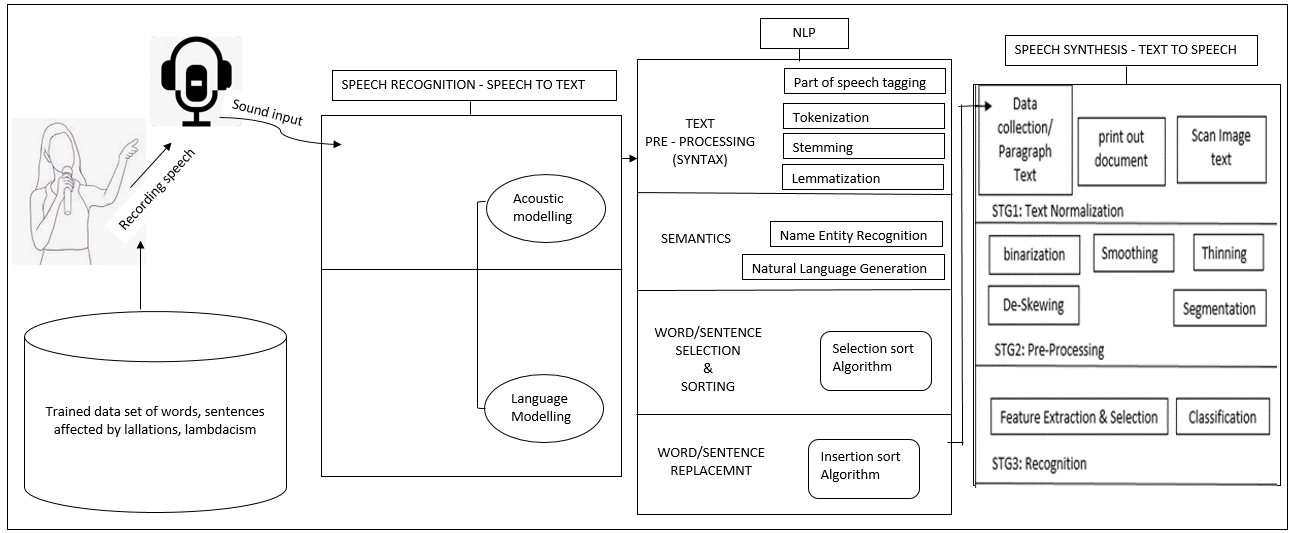 NLP
SPEECH SYNTHESIS - TEXT TO SPEECH
SPEECH RECOGNITION - SPEECH TO TEXT
Sound input
Recording speech
Trained data set of words, sentences
affected by lallations, lambdacism
Acoustic
modelling
Language
Modelling
TEXT
PRE - PROCESSING
(SYNTAX)
Part of speech tagging
Tokenization
Stemming
Lemmatization
SEMANTICS
Name Entity Recognition
Natural Language Generation
WORD/SENTENCE
SELECTION
&
SORTING
Selection sort
Algorithm
WORD/SENTENCE
REPLACEMNT
Insertion sort
Algorithm
Data
collection/
Paragraph
Text
print out
document
Scan Image
text
STG1: Text Normalization
binarization
Smoothing
Thinning
De-Skewing
Segmentation
STG2: Pre-Processing
Feature Extraction & Selection
Classification
STG3: Recognition